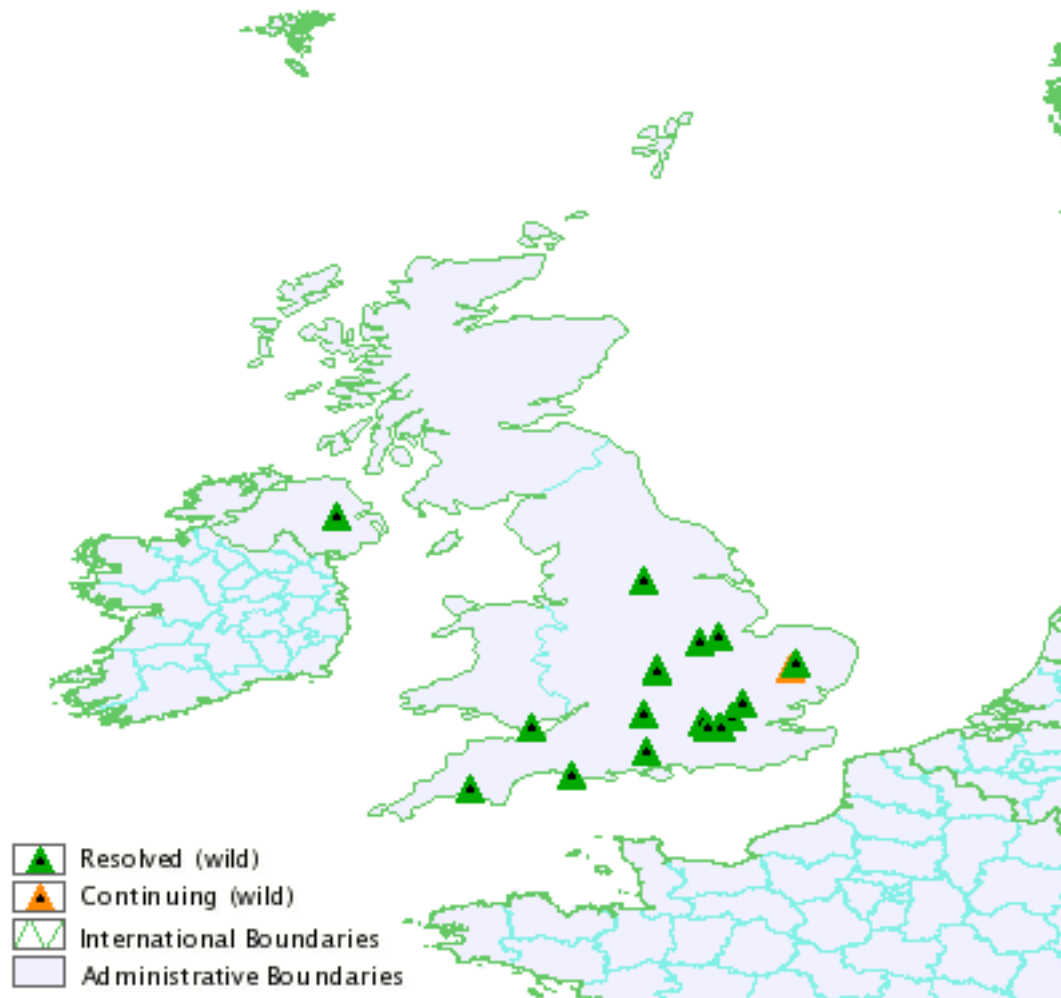 Resolved (wild)
Continuing (wild)
International Boundaries
Administrative Boundaries